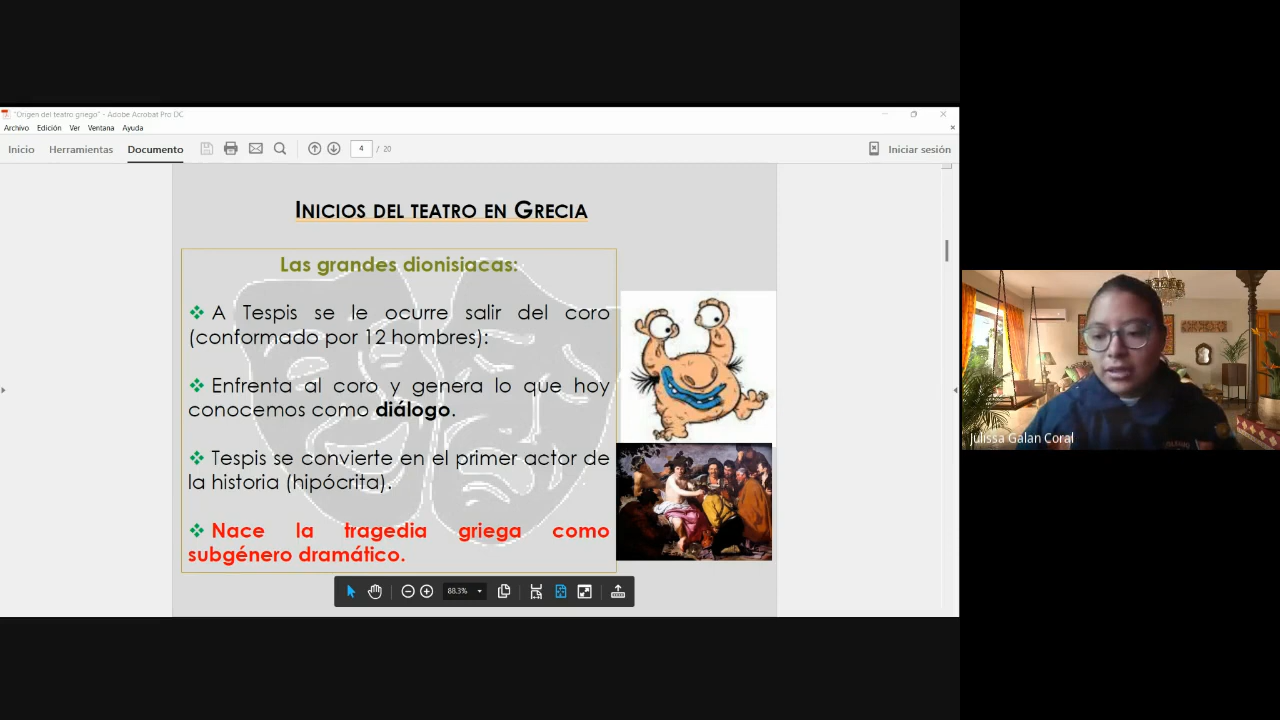 "Origen del teatro griego" - Adobe Acrobat Pro DC
Archivo Edición Ver Ventana Ayuda
Inicio Herramientas Documento 4 / 20 Iniciar sesión
INICIOS DEL TEATRO EN GRECIA
Las grandes dionisiacas:
❖ A Tespis se le ocurre salir del coro
(conformado por 12 hombres):
❖ Enfrenta al coro y genera lo que hoy
conocemos como diálogo.
❖ Tespis se convierte en el primer actor de
la historia (hipócrita).
❖ Nace la tragedia griega como
subgénero dramático.
88.3%
Julissa Galan Coral